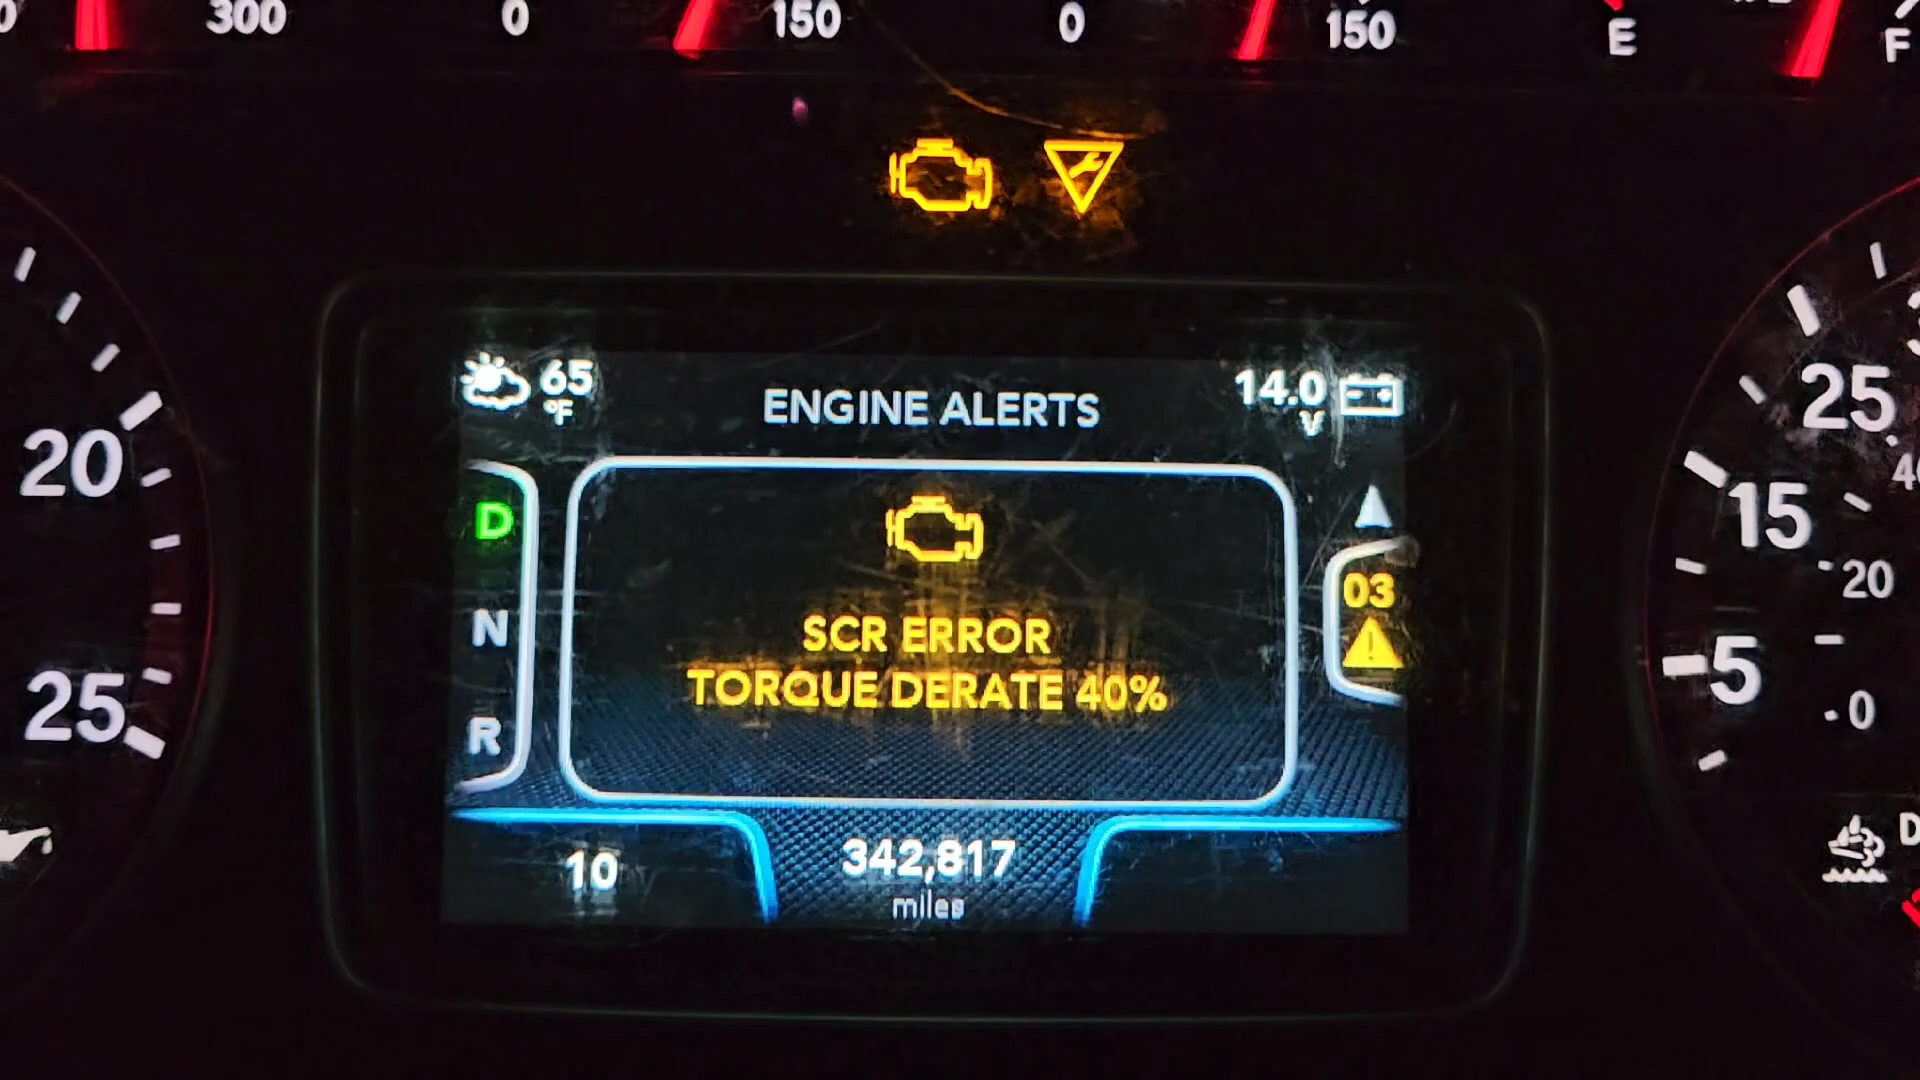 300 0 150 0 150 E F
65 °F
ENGINE ALERTS
14.0 V
D
N
R
SCR ERROR
TORQUE DERATE 40%
03
10
342,817
miles
20
25
25
15
5
20
0
D